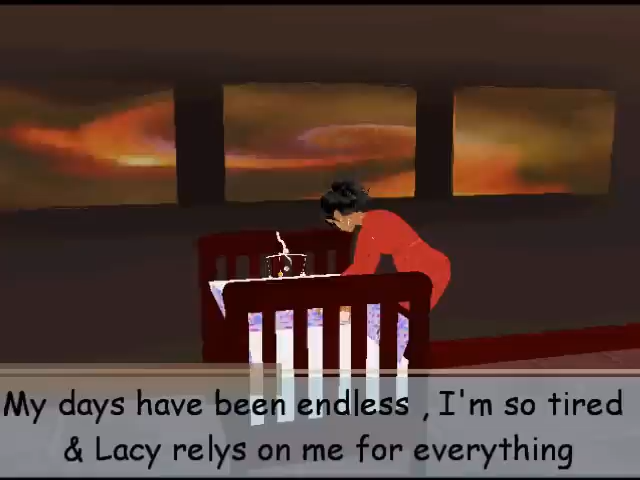 My days have been endless , I'm so tired
& Lacy relys on me for everything